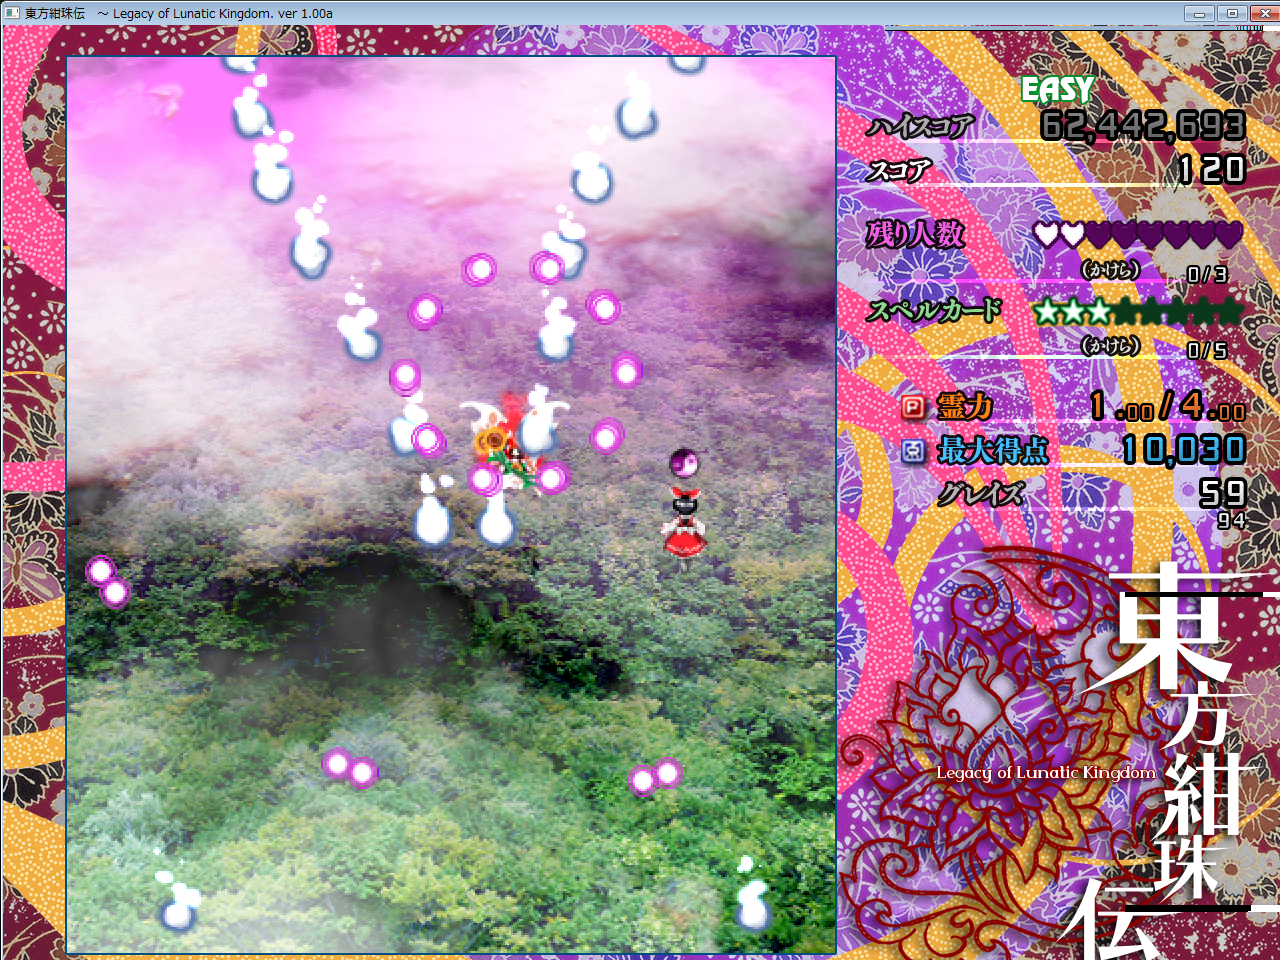 東方紺珠伝　～ Legacy of Lunatic Kingdom. ver 1.00a
EASY
ハイスコア 62,442,693
スコア 120
残り人数
(かけら) 0/3
スペルカード
(かけら) 0/5
P 霊力 1.00/4.00
最大得点 10,030
グレイズ 59
94
東方紺珠伝
Legacy of Lunatic Kingdom